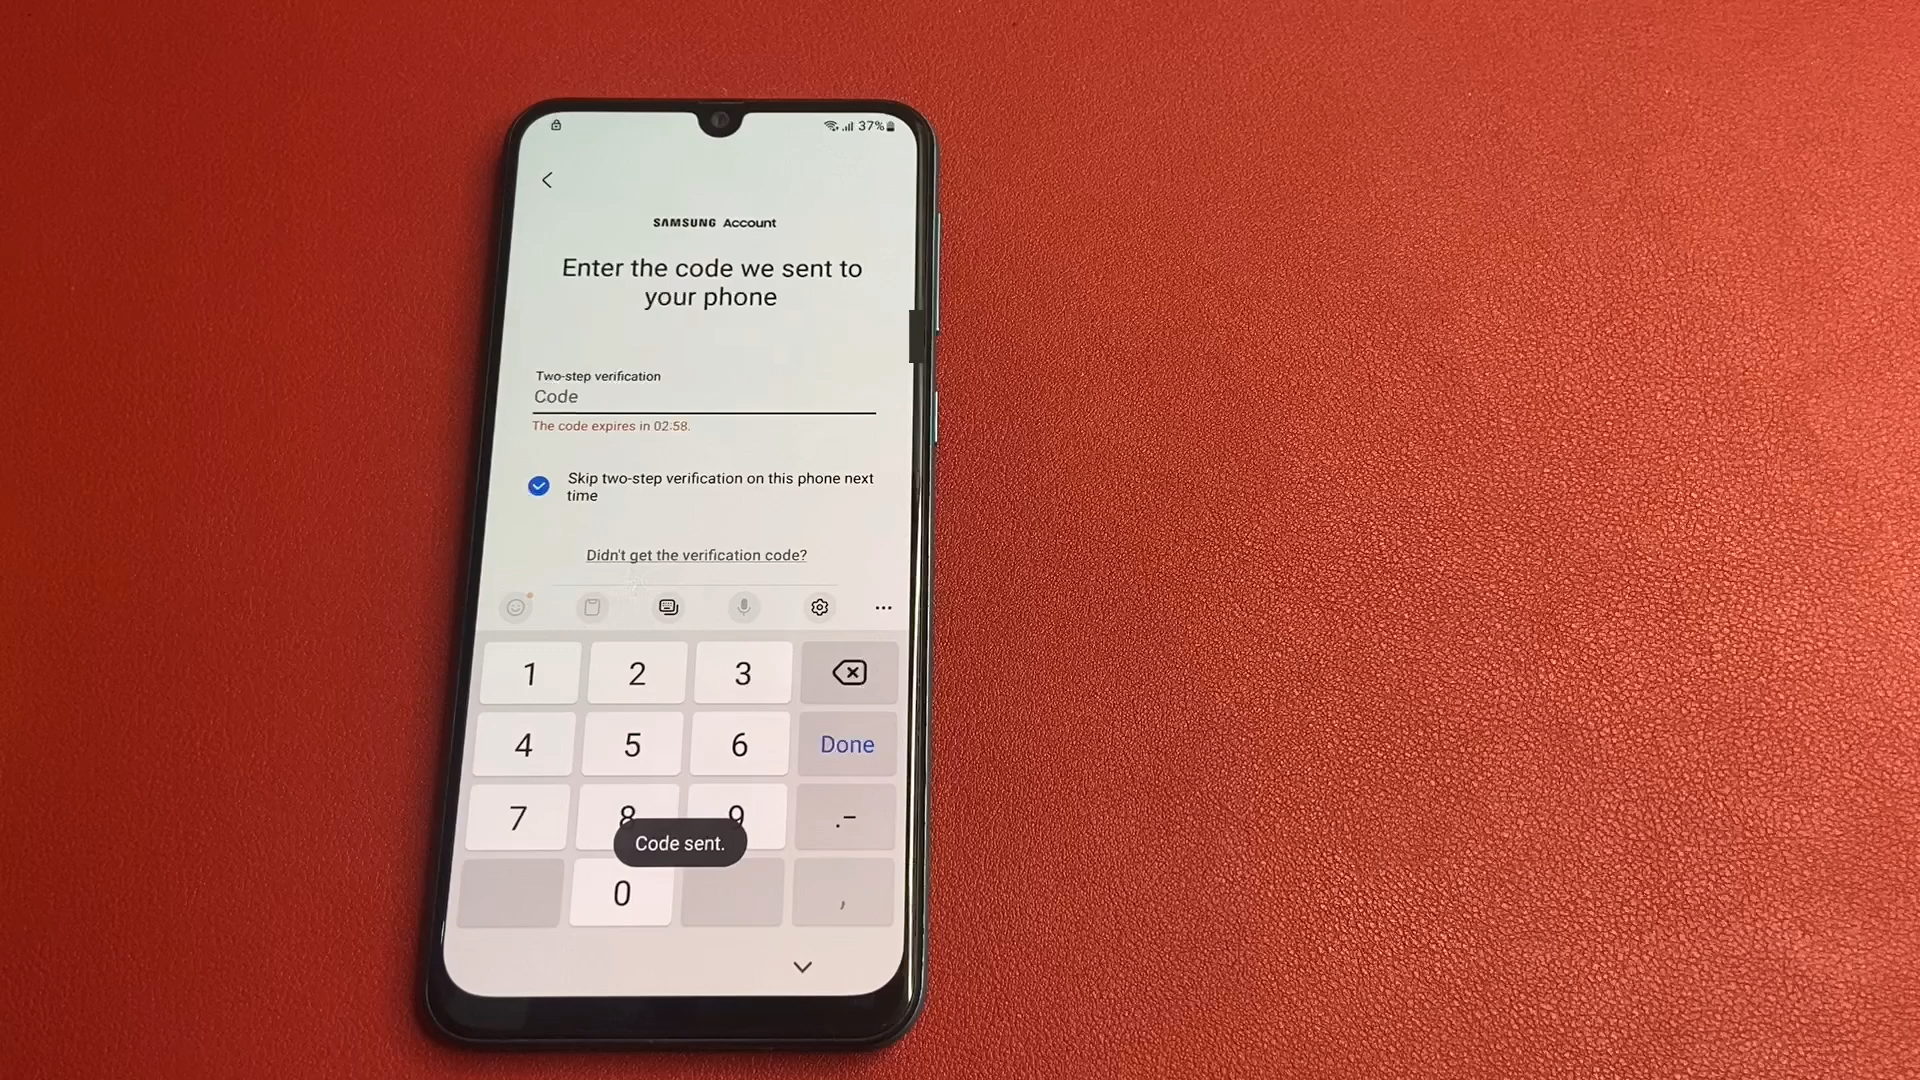 37%
SAMSUNG Account
Enter the code we sent to
your phone
Two-step verification
Code
The code expires in 02:58.
Skip two-step verification on this phone next
time
Didn't get the verification code?
1 2 3
4 5 6 Done
7 8 9 .-
Code sent.
0 ,